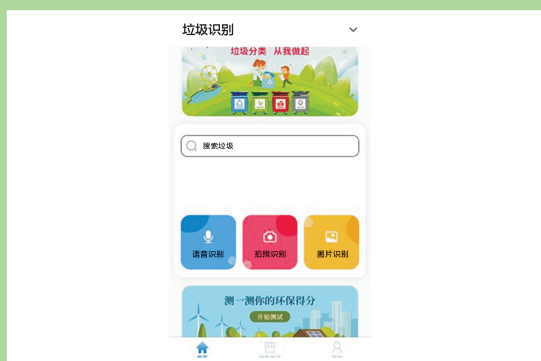 垃圾识别
垃圾分类 从我做起
搜索垃圾
语音识别
拍照识别
图片识别
测一测你的环保得分
开始测试
首页